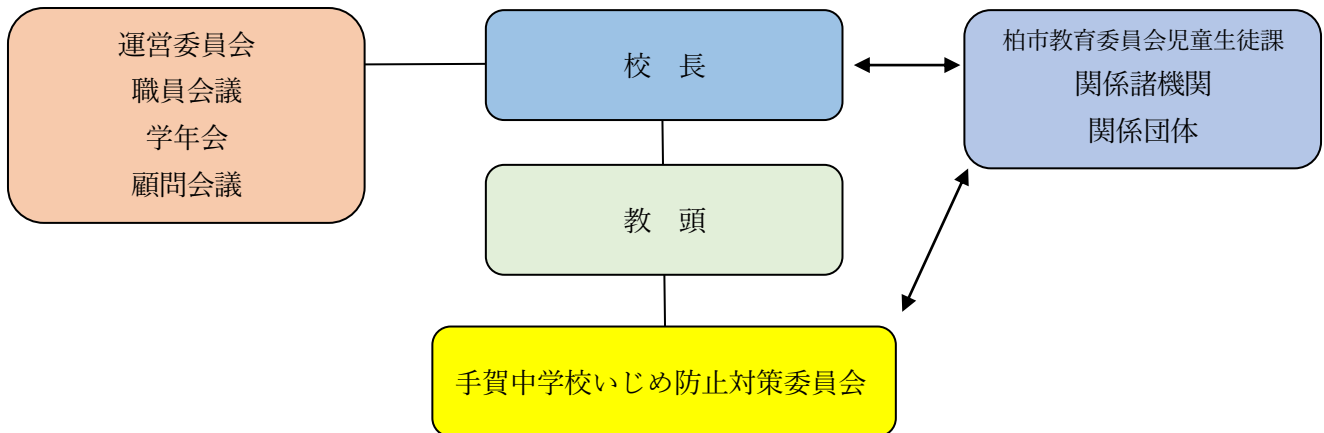 運営委員会
職員会議
学年会
顧問会議
校　長
柏市教育委員会児童生徒課
関係諸機関
関係団体
教　頭
手賀中学校いじめ防止対策委員会